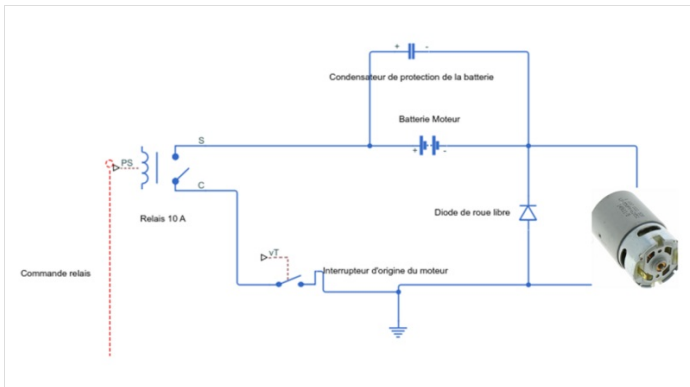 + -
Condensateur de protection de la batterie
Batterie Moteur
+ -
S
PS
C
Relais 10 A
Diode de roue libre
vT
Interrupteur d'origine du moteur
Commande relais